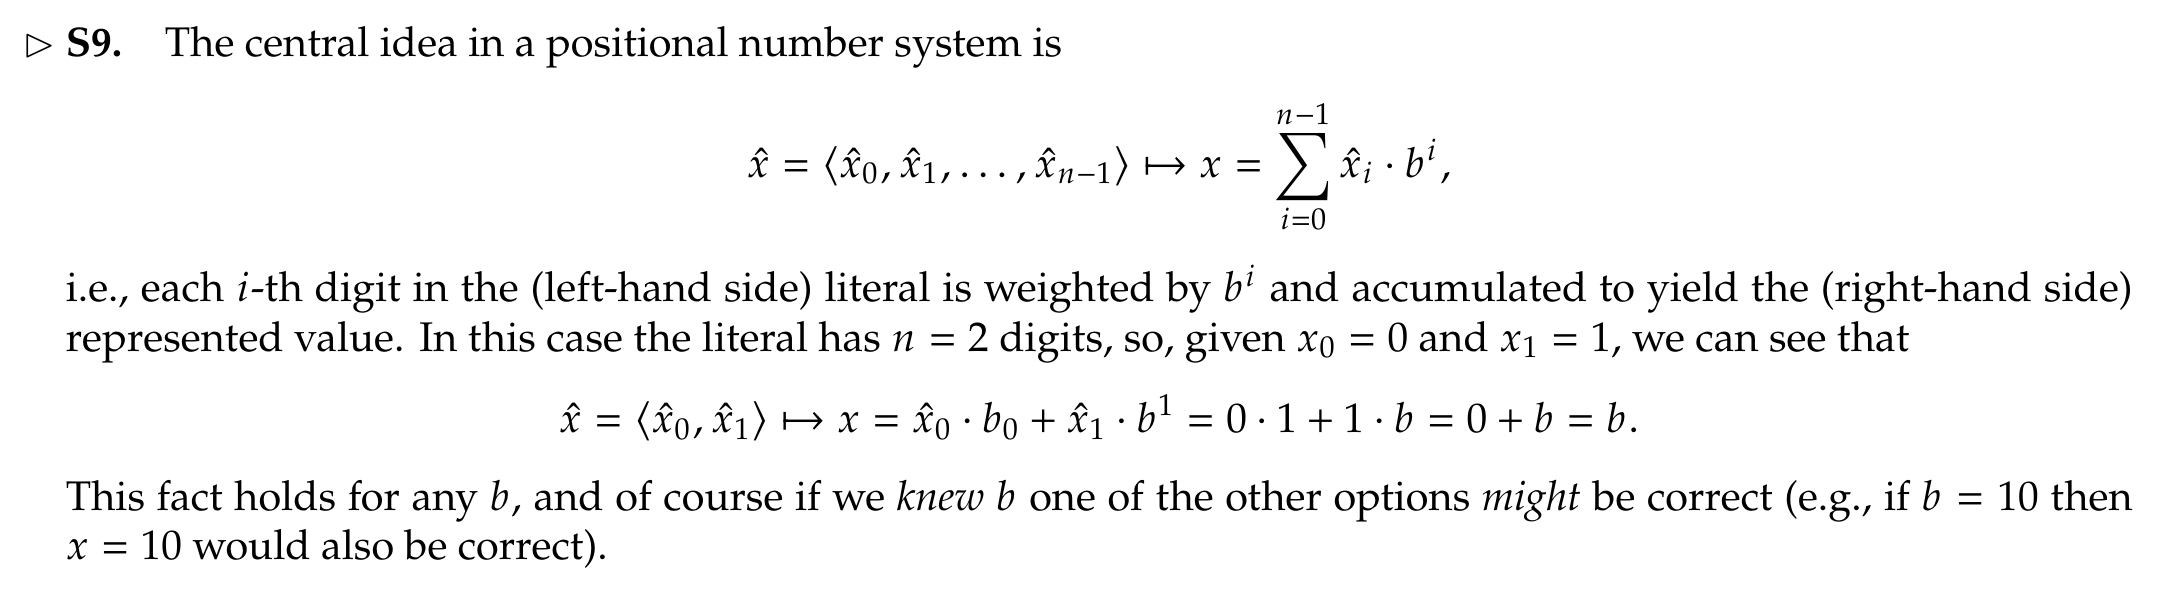 ▷ S9. The central idea in a positional number system is
x̂ = ⟨x̂₀, x̂₁, . . . , x̂ₙ₋₁⟩ ↦ x = ∑_{i=0}^{n−1} x̂ᵢ · bⁱ,
i.e., each i-th digit in the (left-hand side) literal is weighted by bⁱ and accumulated to yield the (right-hand side)
represented value. In this case the literal has n = 2 digits, so, given x₀ = 0 and x₁ = 1, we can see that
x̂ = ⟨x̂₀, x̂₁⟩ ↦ x = x̂₀ · b₀ + x̂₁ · b¹ = 0 · 1 + 1 · b = 0 + b = b.
This fact holds for any b, and of course if we knew b one of the other options might be correct (e.g., if b = 10 then
x = 10 would also be correct).